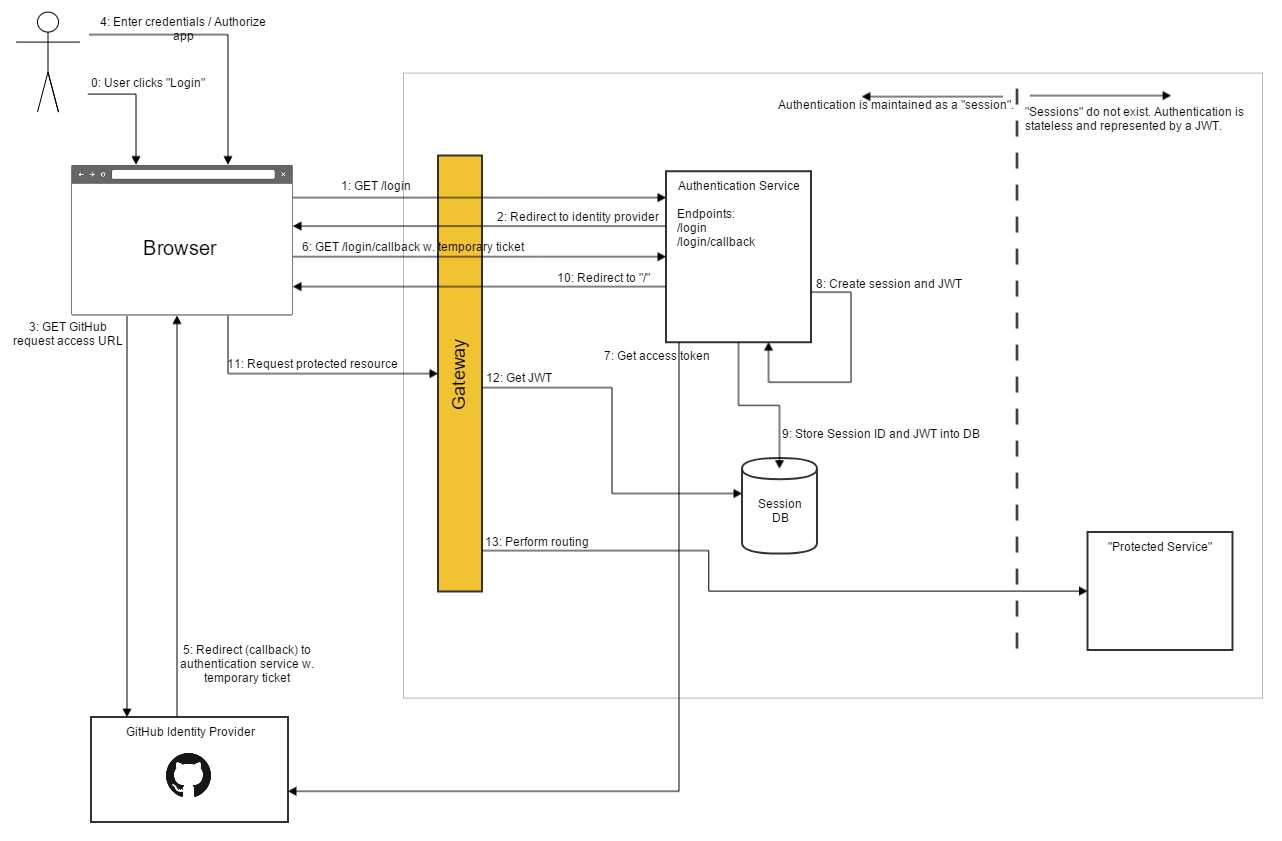 4: Enter credentials / Authorize
app
0: User clicks "Login"
Authentication is maintained as a "session".
"Sessions" do not exist. Authentication is
stateless and represented by a JWT.
Browser
1: GET /login
2: Redirect to identity provider
6: GET /login/callback w. temporary ticket
10: Redirect to "/"
Authentication Service
Endpoints:
/login
/login/callback
8: Create session and JWT
3: GET GitHub
request access URL
11: Request protected resource
Gateway
7: Get access token
12: Get JWT
9: Store Session ID and JWT into DB
Session
DB
13: Perform routing
"Protected Service"
5: Redirect (callback) to
authentication service w.
temporary ticket
GitHub Identity Provider